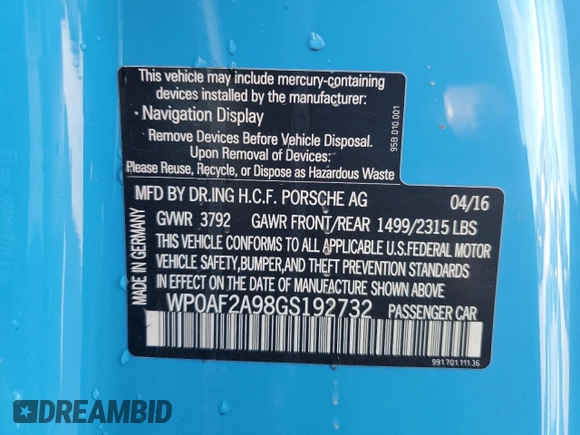 This vehicle may include mercury-containing
devices installed by the manufacturer:
· Navigation Display
· Remove Devices Before Vehicle Disposal.
Upon Removal of Devices:
Please Reuse, Recycle, or Dispose as Hazardous Waste
95B.010.001
MFD BY DR.ING H.C.F. PORSCHE AG 04/16
GVWR 3792 GAWR FRONT/REAR 1499/2315 LBS
THIS VEHICLE CONFORMS TO ALL APPLICABLE U.S.FEDERAL MOTOR
VEHICLE SAFETY,BUMPER,AND THEFT PREVENTION STANDARDS
IN EFFECT ON THE DATE OF MANUFACTURE SHOWN ABOVE.
WP0AF2A98GS192732 PASSENGER CAR
MADE IN GERMANY
991.701.111.36
DREAMBID